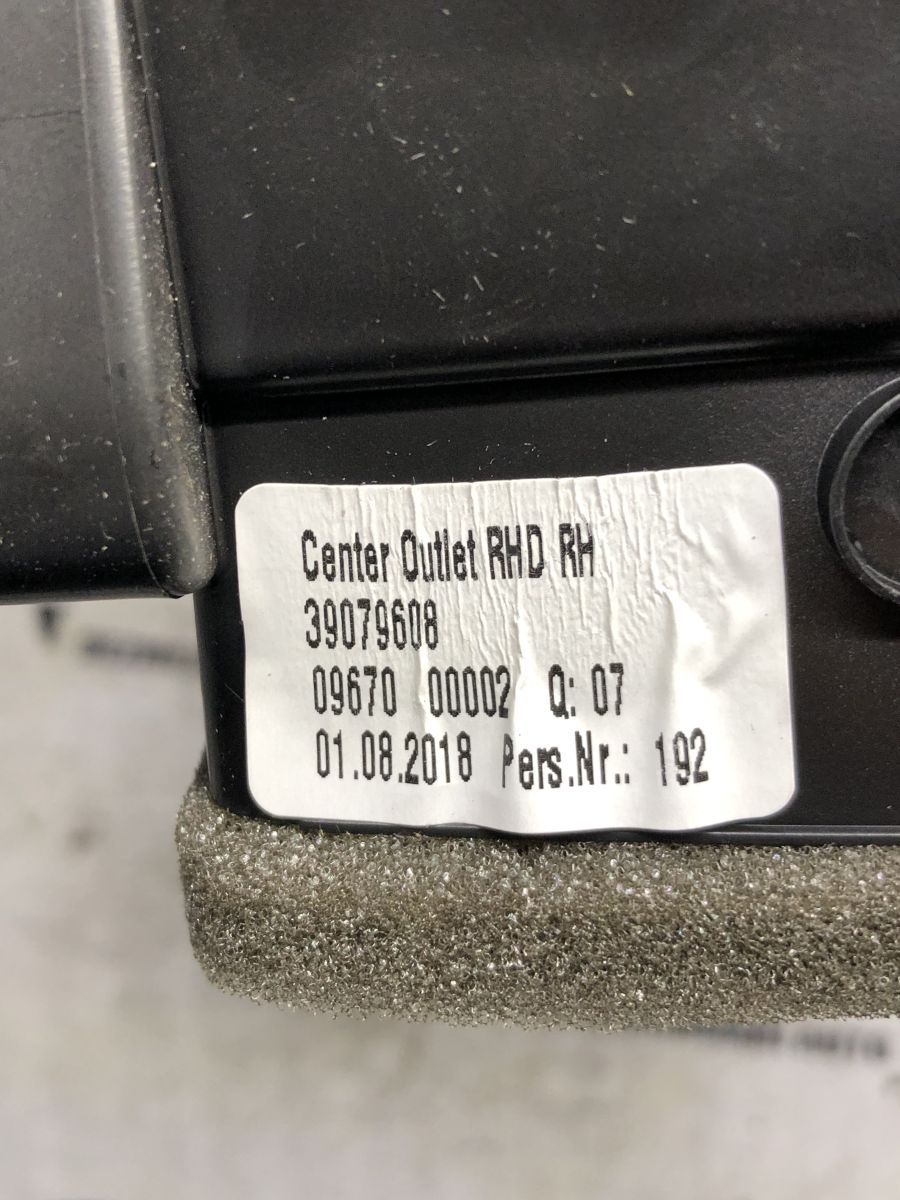 Center Outlet RHD RH
39079608
09670 00002 Q: 07
01.08.2018 Pers.Nr.: 192